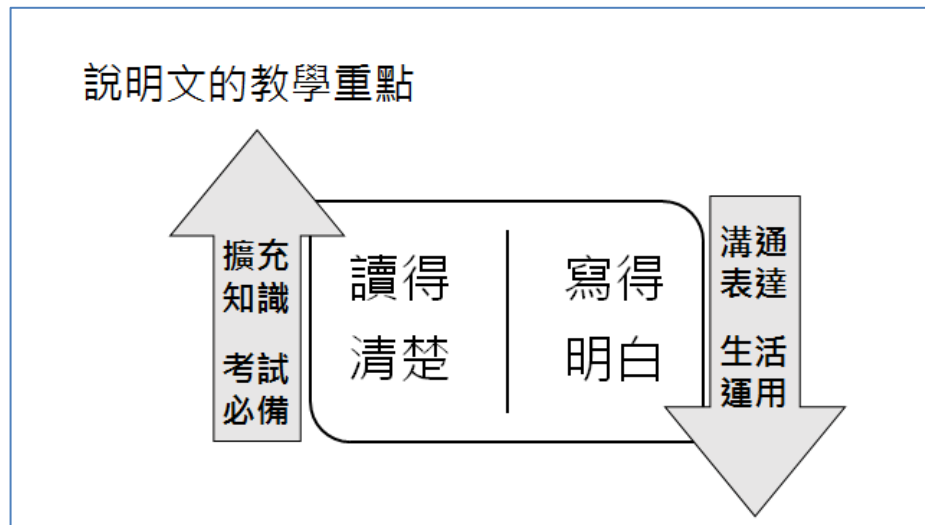 說明文的教學重點
擴充
知識
考試
必備
讀得
清楚
寫得
明白
溝通
表達
生活
運用